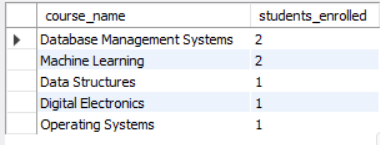 course_name students_enrolled
Database Management Systems 2
Machine Learning 2
Data Structures 1
Digital Electronics 1
Operating Systems 1